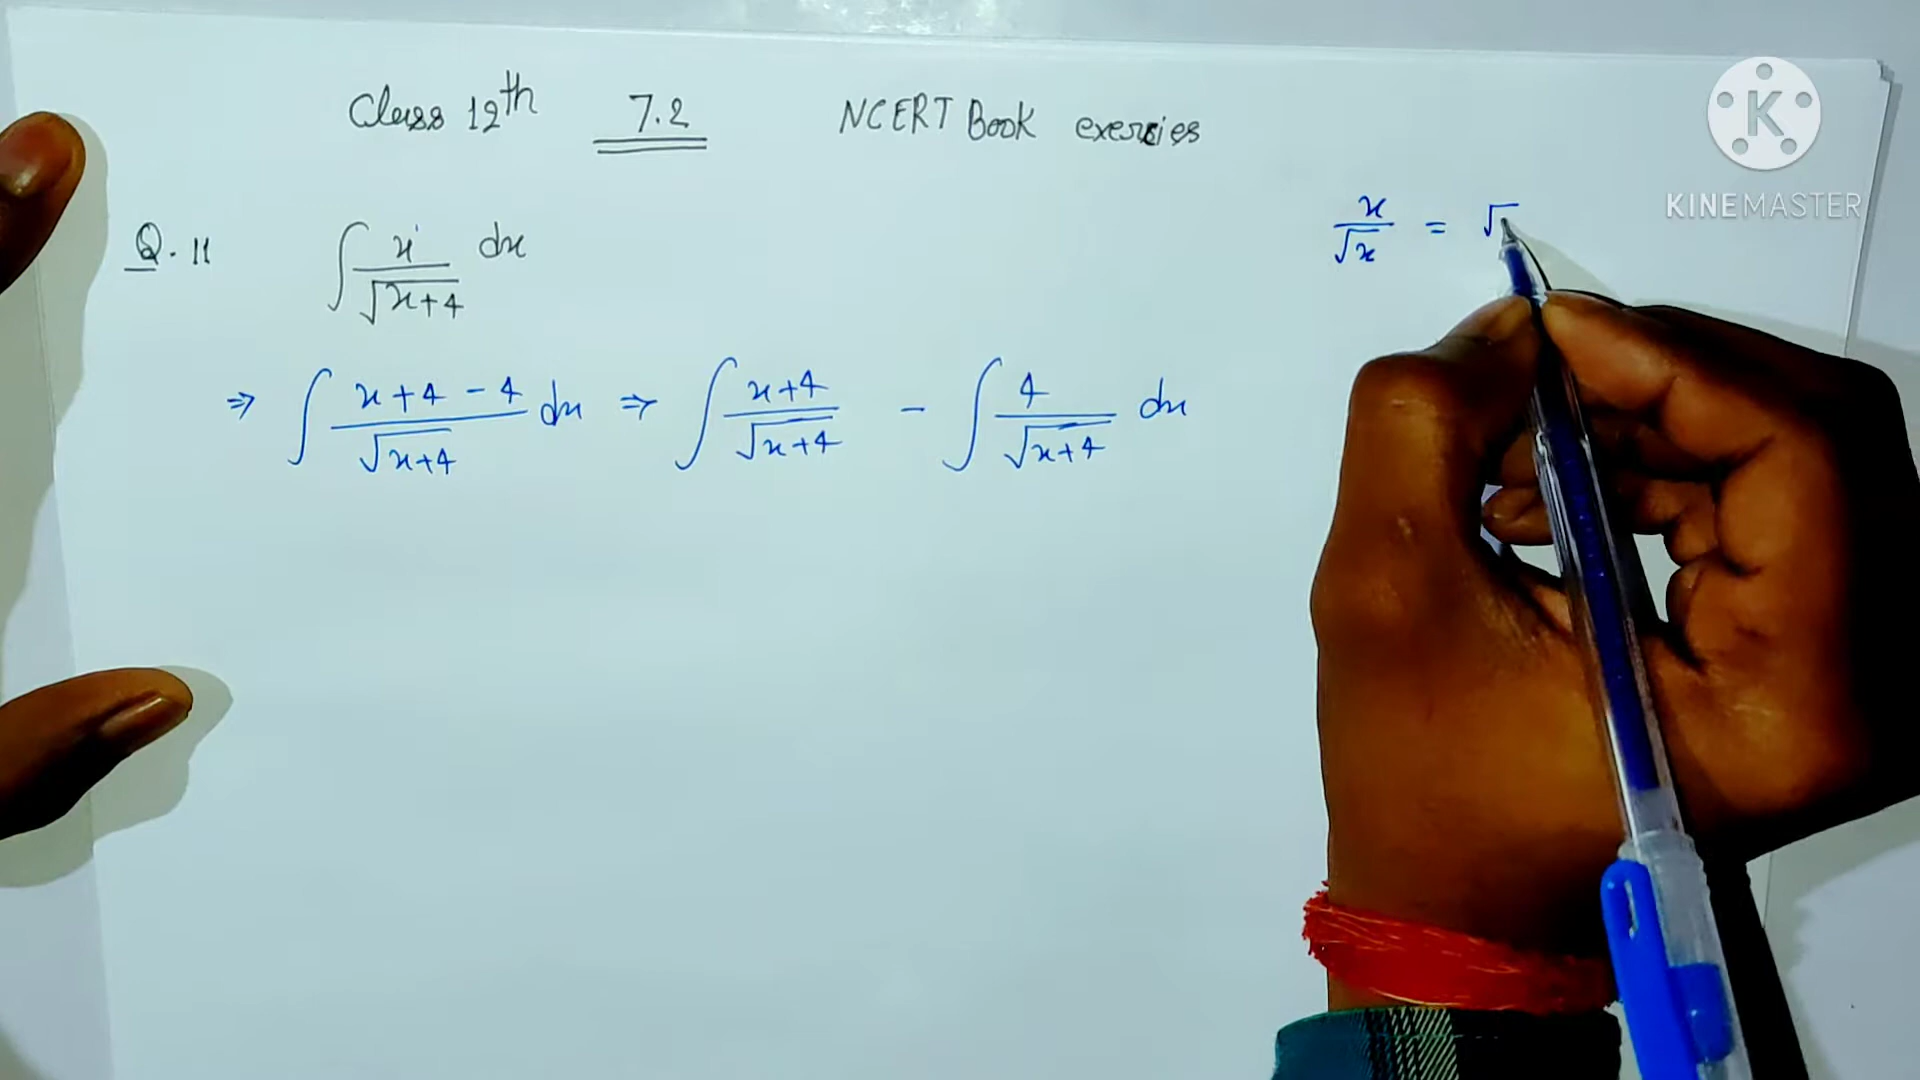 Class 12th 7.2 NCERT Book exercies
K
KINEMASTER
x/√x = √
Q. 11 ∫ x/√(x+4) dx
⇒ ∫ (x+4-4)/√(x+4) dx ⇒ ∫ (x+4)/√(x+4) - ∫ 4/√(x+4) dx